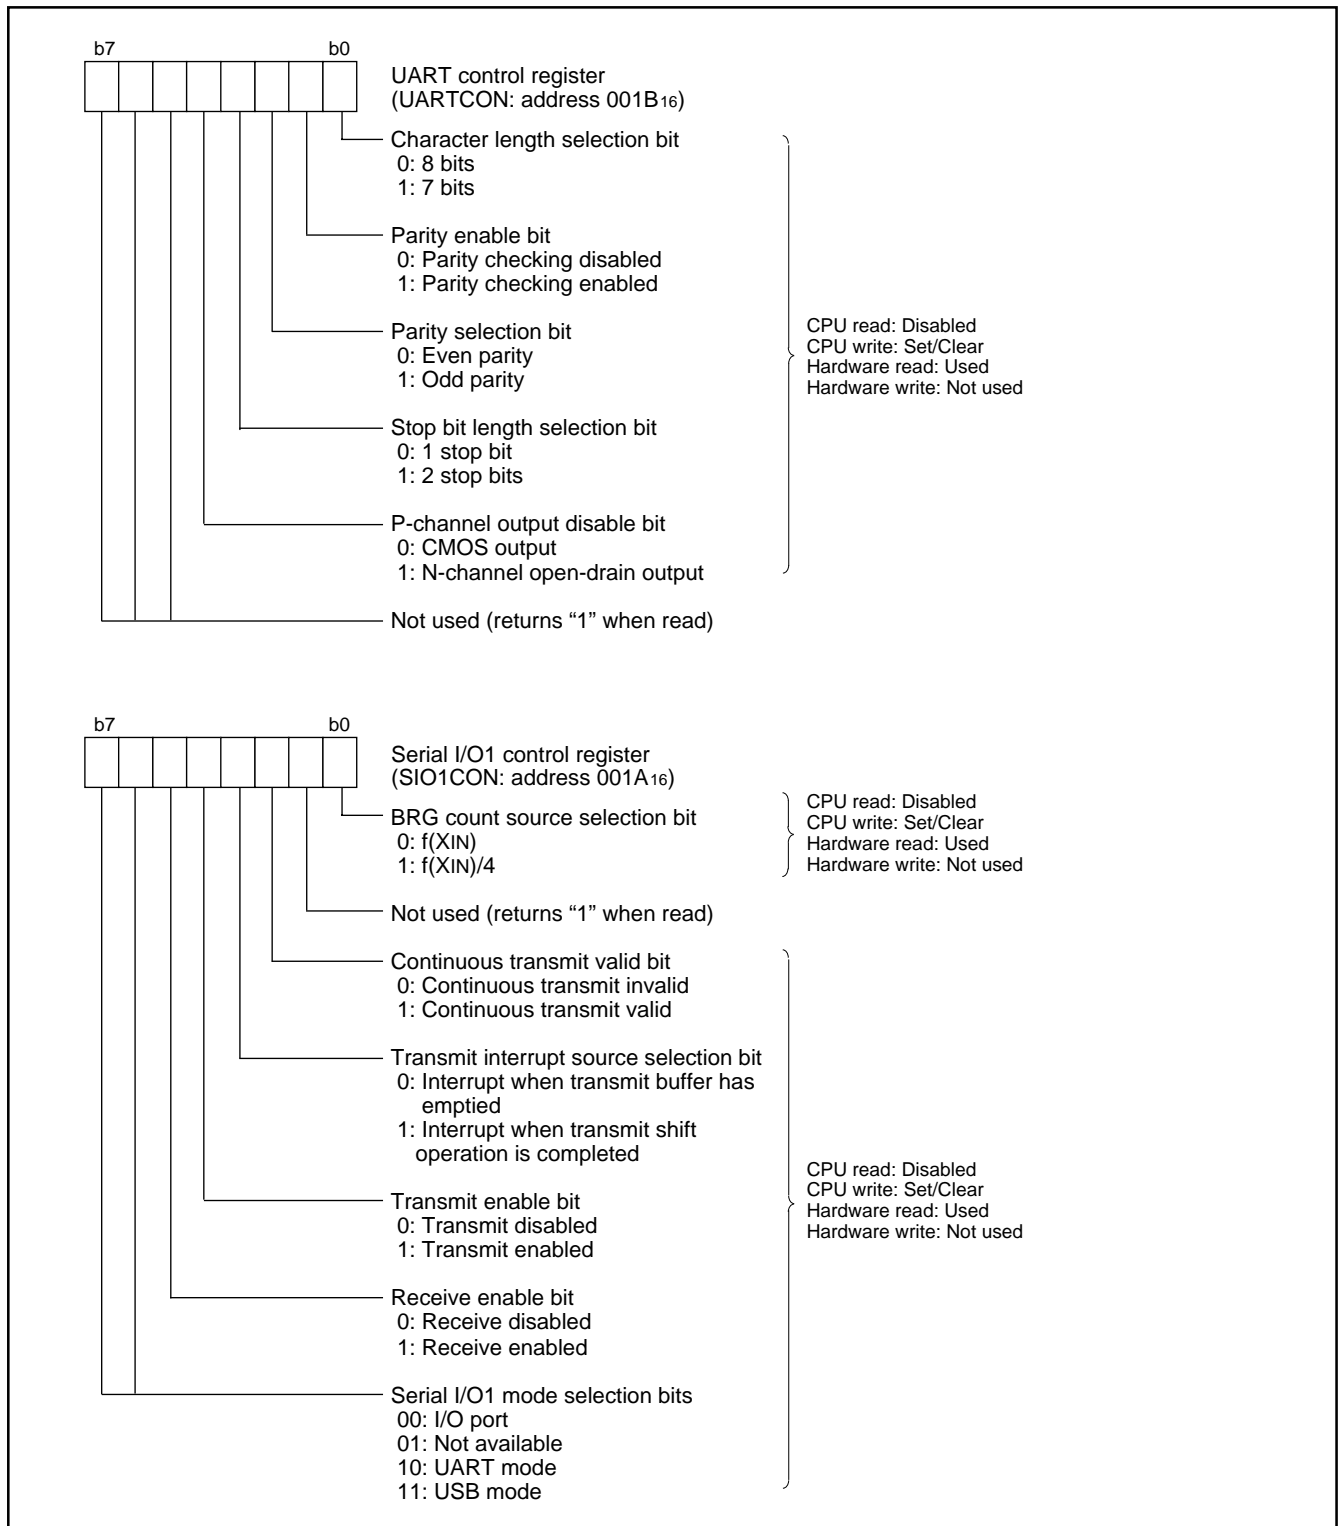 b7 b0
UART control register
(UARTCON: address 001B16)
Character length selection bit
0: 8 bits
1: 7 bits
Parity enable bit
0: Parity checking disabled
1: Parity checking enabled
Parity selection bit
0: Even parity
1: Odd parity
Stop bit length selection bit
0: 1 stop bit
1: 2 stop bits
P-channel output disable bit
0: CMOS output
1: N-channel open-drain output
CPU read: Disabled
CPU write: Set/Clear
Hardware read: Used
Hardware write: Not used
Not used (returns “1” when read)
b7 b0
Serial I/O1 control register
(SIO1CON: address 001A16)
BRG count source selection bit
0: f(XIN)
1: f(XIN)/4
CPU read: Disabled
CPU write: Set/Clear
Hardware read: Used
Hardware write: Not used
Not used (returns “1” when read)
Continuous transmit valid bit
0: Continuous transmit invalid
1: Continuous transmit valid
Transmit interrupt source selection bit
0: Interrupt when transmit buffer has
emptied
1: Interrupt when transmit shift
operation is completed
Transmit enable bit
0: Transmit disabled
1: Transmit enabled
Receive enable bit
0: Receive disabled
1: Receive enabled
Serial I/O1 mode selection bits
00: I/O port
01: Not available
10: UART mode
11: USB mode
CPU read: Disabled
CPU write: Set/Clear
Hardware read: Used
Hardware write: Not used